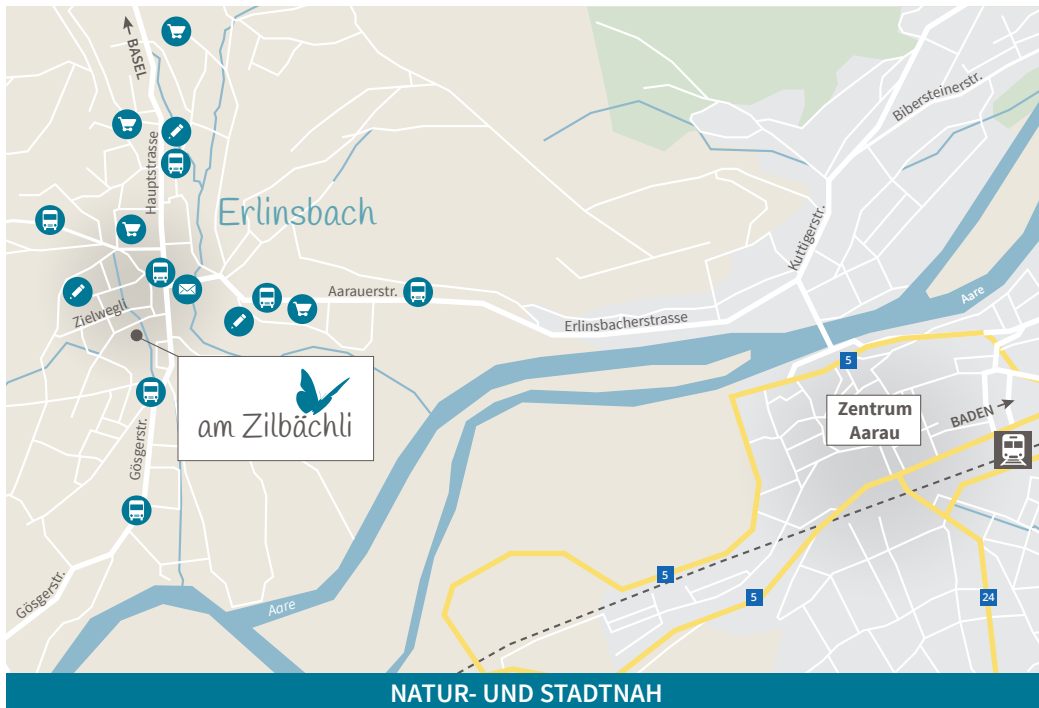 BASEL
Bibersteinerstr.
Hauptstrasse
Erlinsbach
Küttigerstr.
Aarauerstr.
Aare
Zielwegli
Erlinsbacherstrasse
5
am Zilbächli
Zentrum
Aarau
BADEN
Gösgerstr.
5
5
24
Gösgerstr.
Aare
NATUR- UND STADTNAH